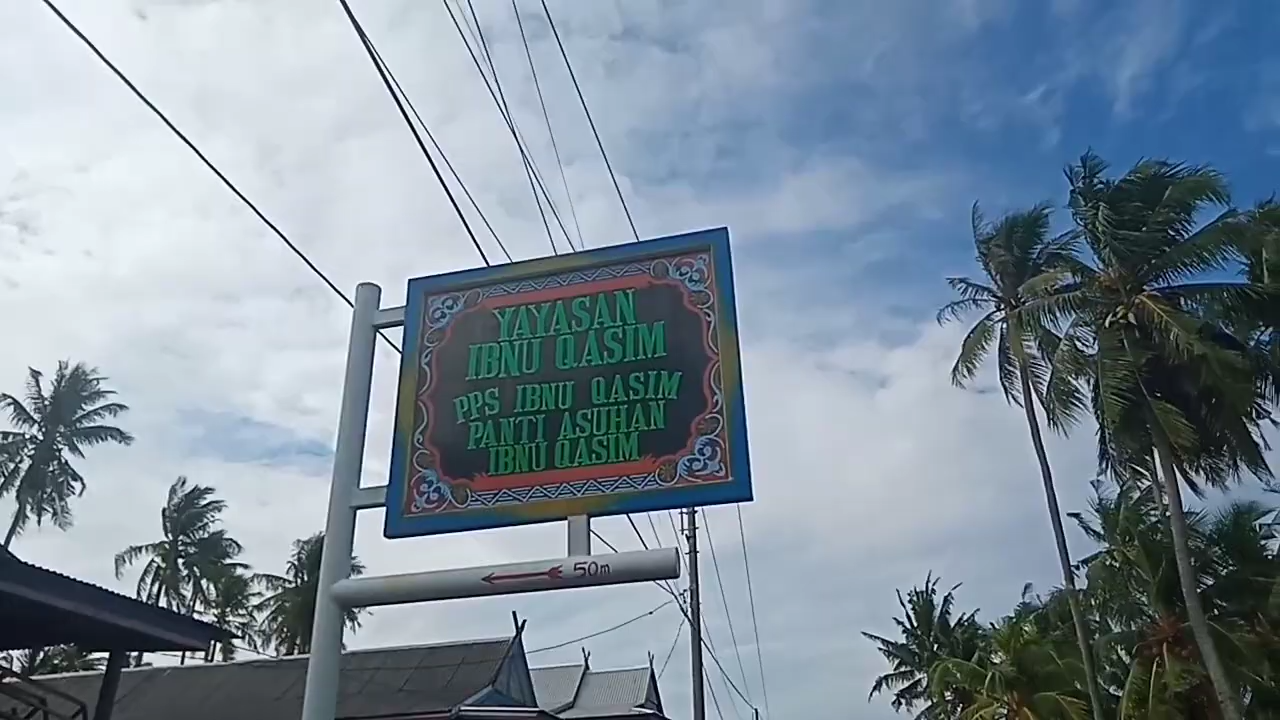 YAYASAN
IBNU QASIM
PPS IBNU QASIM
PANTI ASUHAN
IBNU QASIM
50m